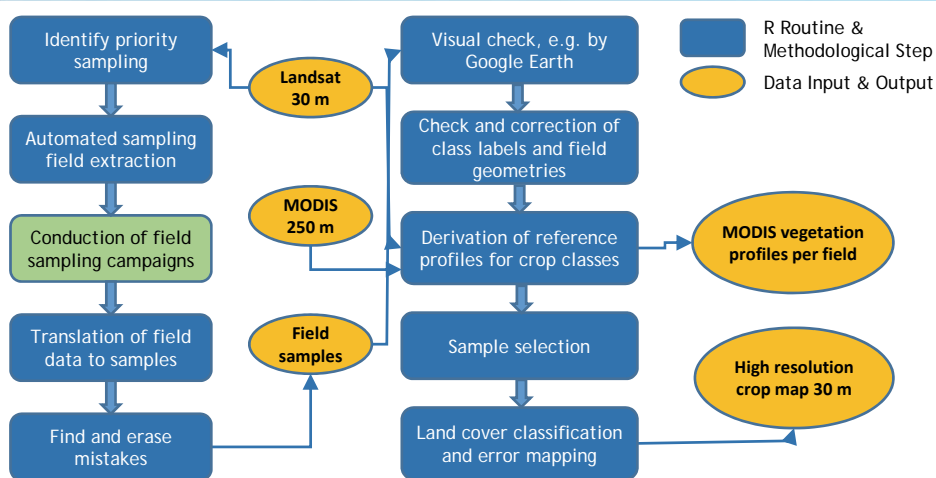 Identify priority
sampling
Automated sampling
field extraction
Conduction of field
sampling campaigns
Translation of field
data to samples
Find and erase
mistakes
Landsat
30 m
MODIS
250 m
Field
samples
Visual check, e.g. by
Google Earth
Check and correction of
class labels and field
geometries
Derivation of reference
profiles for crop classes
Sample selection
Land cover classification
and error mapping
R Routine &
Methodological Step
Data Input & Output
MODIS vegetation
profiles per field
High resolution
crop map 30 m